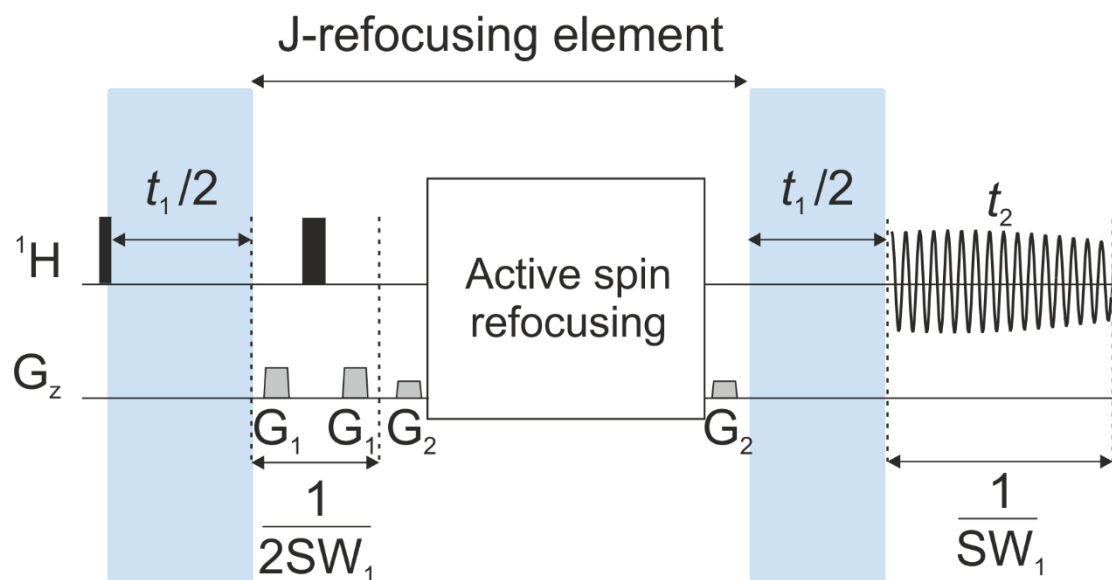 J-refocusing element
t₁/2
t₁/2
t₂
¹H
Active spin
refocusing
G_z
G₁
G₁
G₂
G₂
1
2SW₁
1
SW₁